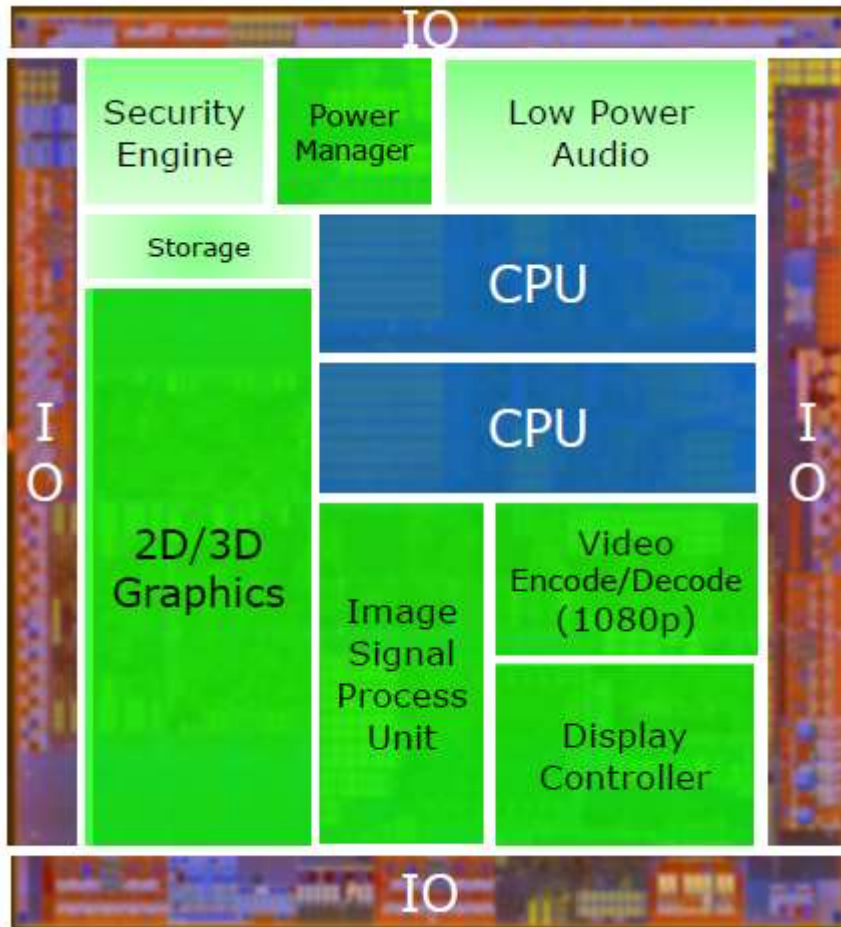 IO
Security
Engine
Power
Manager
Low Power
Audio
Storage
CPU
CPU
I
O
I
O
2D/3D
Graphics
Image
Signal
Process
Unit
Video
Encode/Decode
(1080p)
Display
Controller
IO